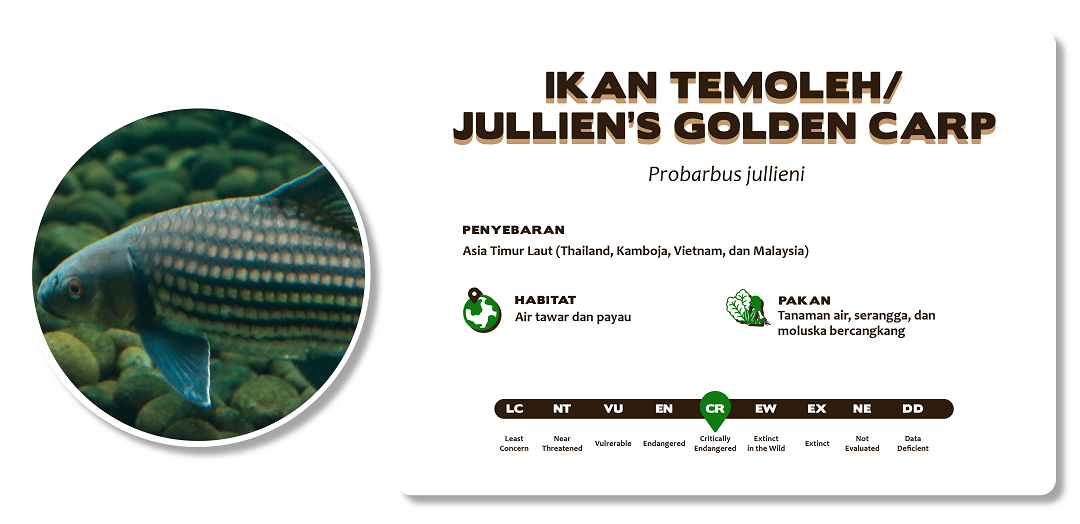 IKAN TEMOLEH/
JULLIEN'S GOLDEN CARP
Probarbus jullieni
PENYEBARAN
Asia Timur Laut (Thailand, Kamboja, Vietnam, dan Malaysia)
HABITAT
Air tawar dan payau
PAKAN
Tanaman air, serangga, dan
moluska bercangkang
LC NT VU EN CR EW EX NE DD
Least Concern
Near Threatened
Vulrerable
Endangered
Critically Endangered
Extinct in the Wild
Extinct
Not Evaluated
Data Deficient